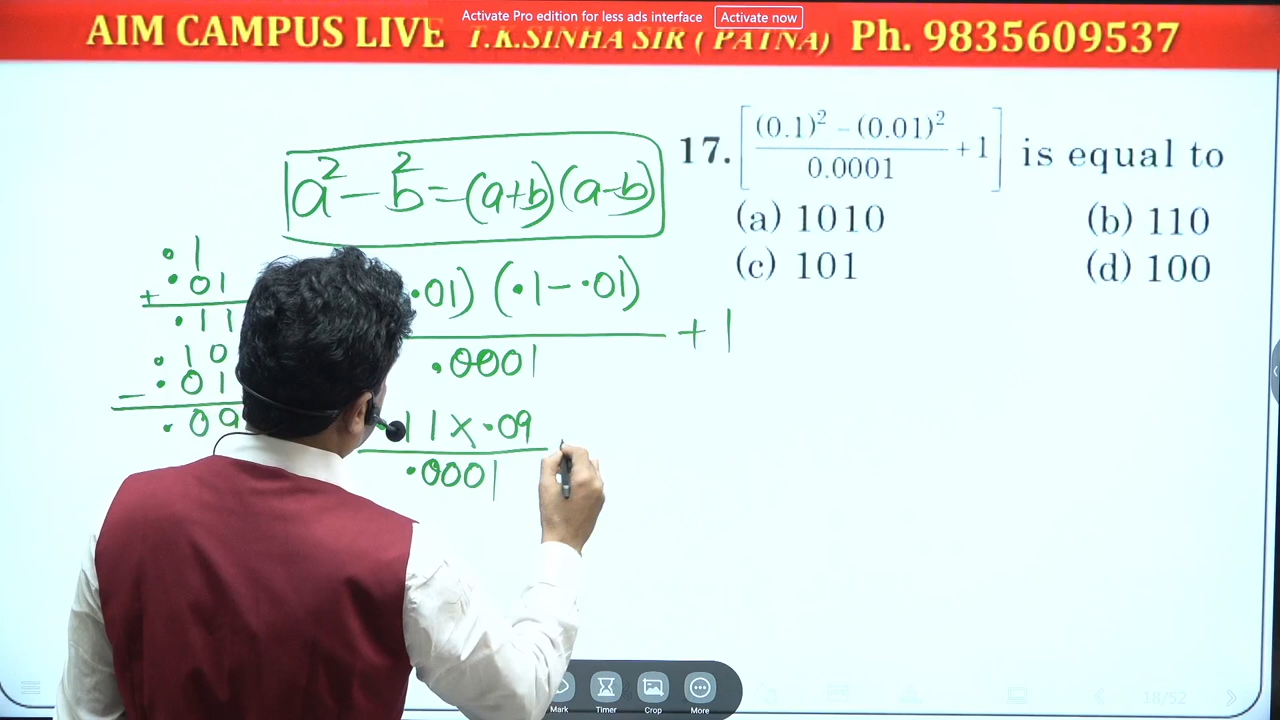 Activate Pro edition for less ads interface Activate now
AIM CAMPUS LIVE T.K.SINHA SIR ( PATNA) Ph. 9835609537
17. [ (0.1)² - (0.01)² / 0.0001 + 1 ] is equal to
(a) 1010 (b) 110
(c) 101 (d) 100
a² - b² = (a+b) (a-b)
.1
+ .01
.11
.10
- .01
.09
.01) (.1 - .01)
.0001
+ 1
.11 × .09
.0001
Mark Timer Crop More
18/52